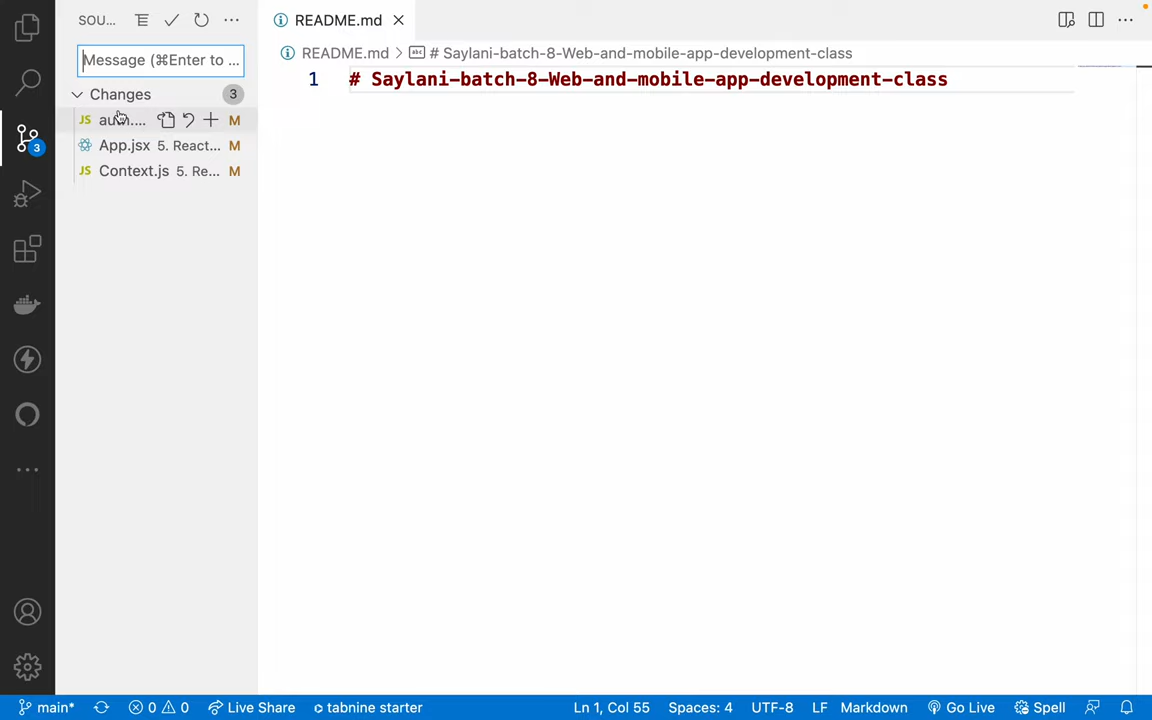 SOU...
README.md
Message (⌘Enter to ...
README.md > # Saylani-batch-8-Web-and-mobile-app-development-class
Changes 3
1 # Saylani-batch-8-Web-and-mobile-app-development-class
JS M
App.jsx 5. React... M
JS Context.js 5. Re... M
3
main* 0 0 Live Share tabnine starter Ln 1, Col 55 Spaces: 4 UTF-8 LF Markdown Go Live Spell